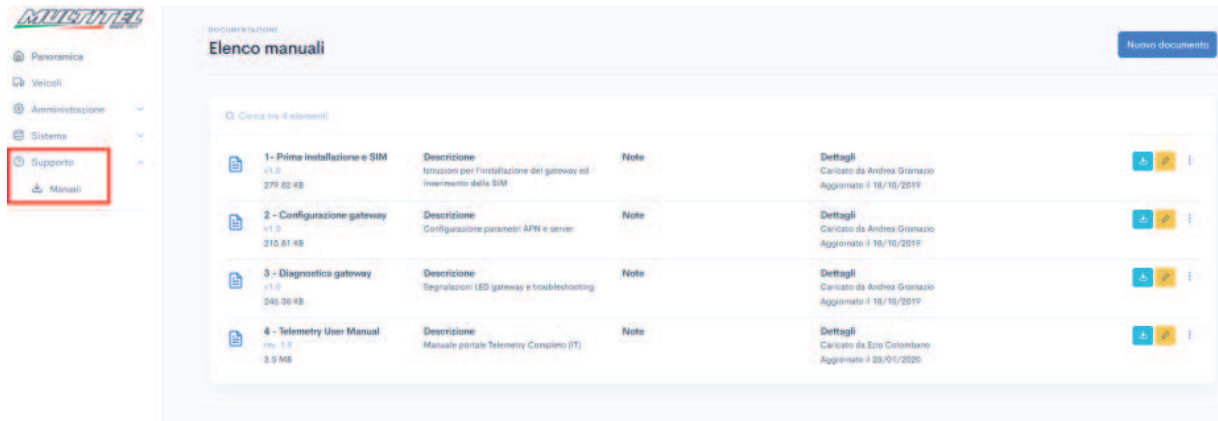 MULTITEL
SINCE 1911
Panoramica
Veicoli
Amministrazione
Sistema
Supporto
Manuali
DOCUMENTAZIONE
Elenco manuali
Nuovo documento
Cerca tra 4 elementi
1- Prima installazione e SIM
v1.0
279.82 KB
Descrizione
Istruzioni per l'installazione del gateway ed
inserimento della SIM
Note
Dettagli
Caricato da Andrea Gramazio
Aggiornato il 18/10/2019
2 - Configurazione gateway
v1.0
215.81 KB
Descrizione
Configurazione parametri APN e server
Note
Dettagli
Caricato da Andrea Gramazio
Aggiornato il 18/10/2019
3 - Diagnostica gateway
v1.0
246.38 KB
Descrizione
Segnalazioni LED gateway e troubleshooting
Note
Dettagli
Caricato da Andrea Gramazio
Aggiornato il 18/10/2019
4 - Telemetry User Manual
rev. 1.0
3.5 MB
Descrizione
Manuale portale Telemetry Completo (IT)
Note
Dettagli
Caricato da Ezio Colombano
Aggiornato il 28/01/2020